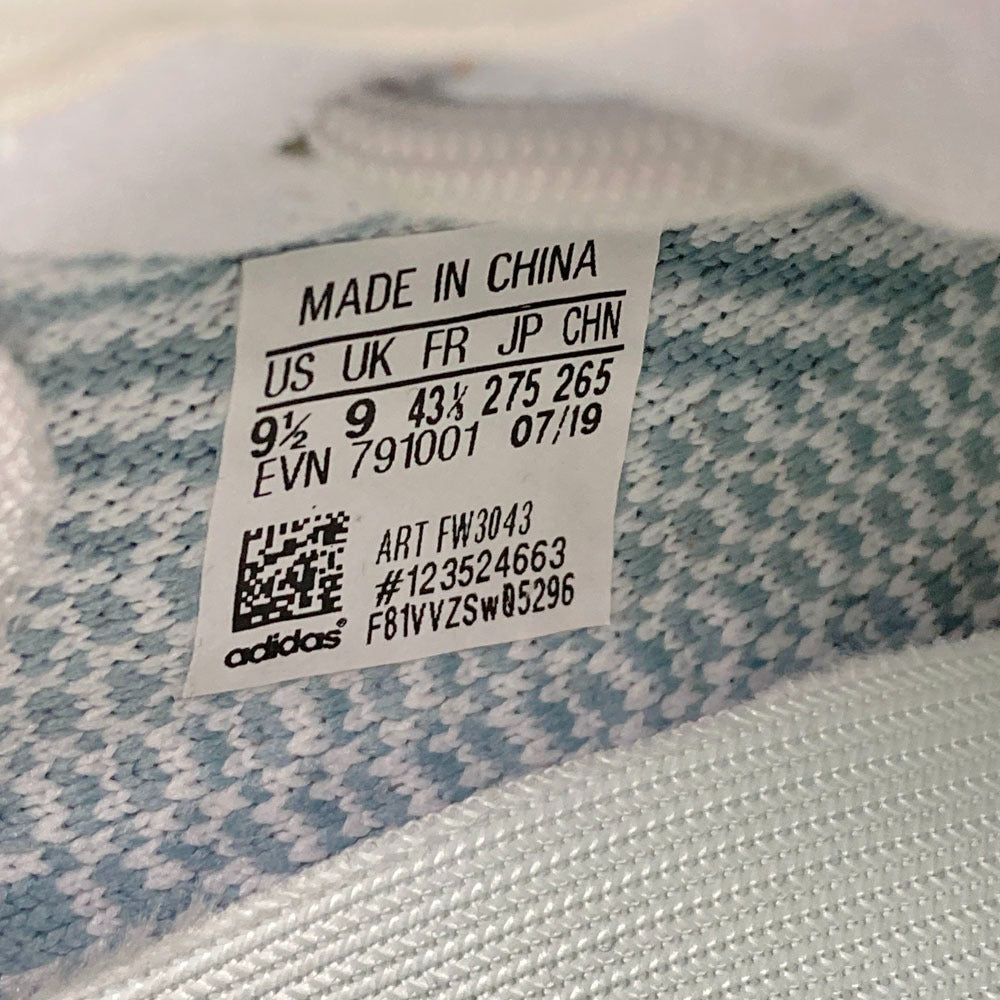 MADE IN CHINA
US UK FR JP CHN
9½ 9 43⅓ 275 265
EVN 791001 07/19
ART FW3043
#123524663
F81VVZSwQ5296
adidas®